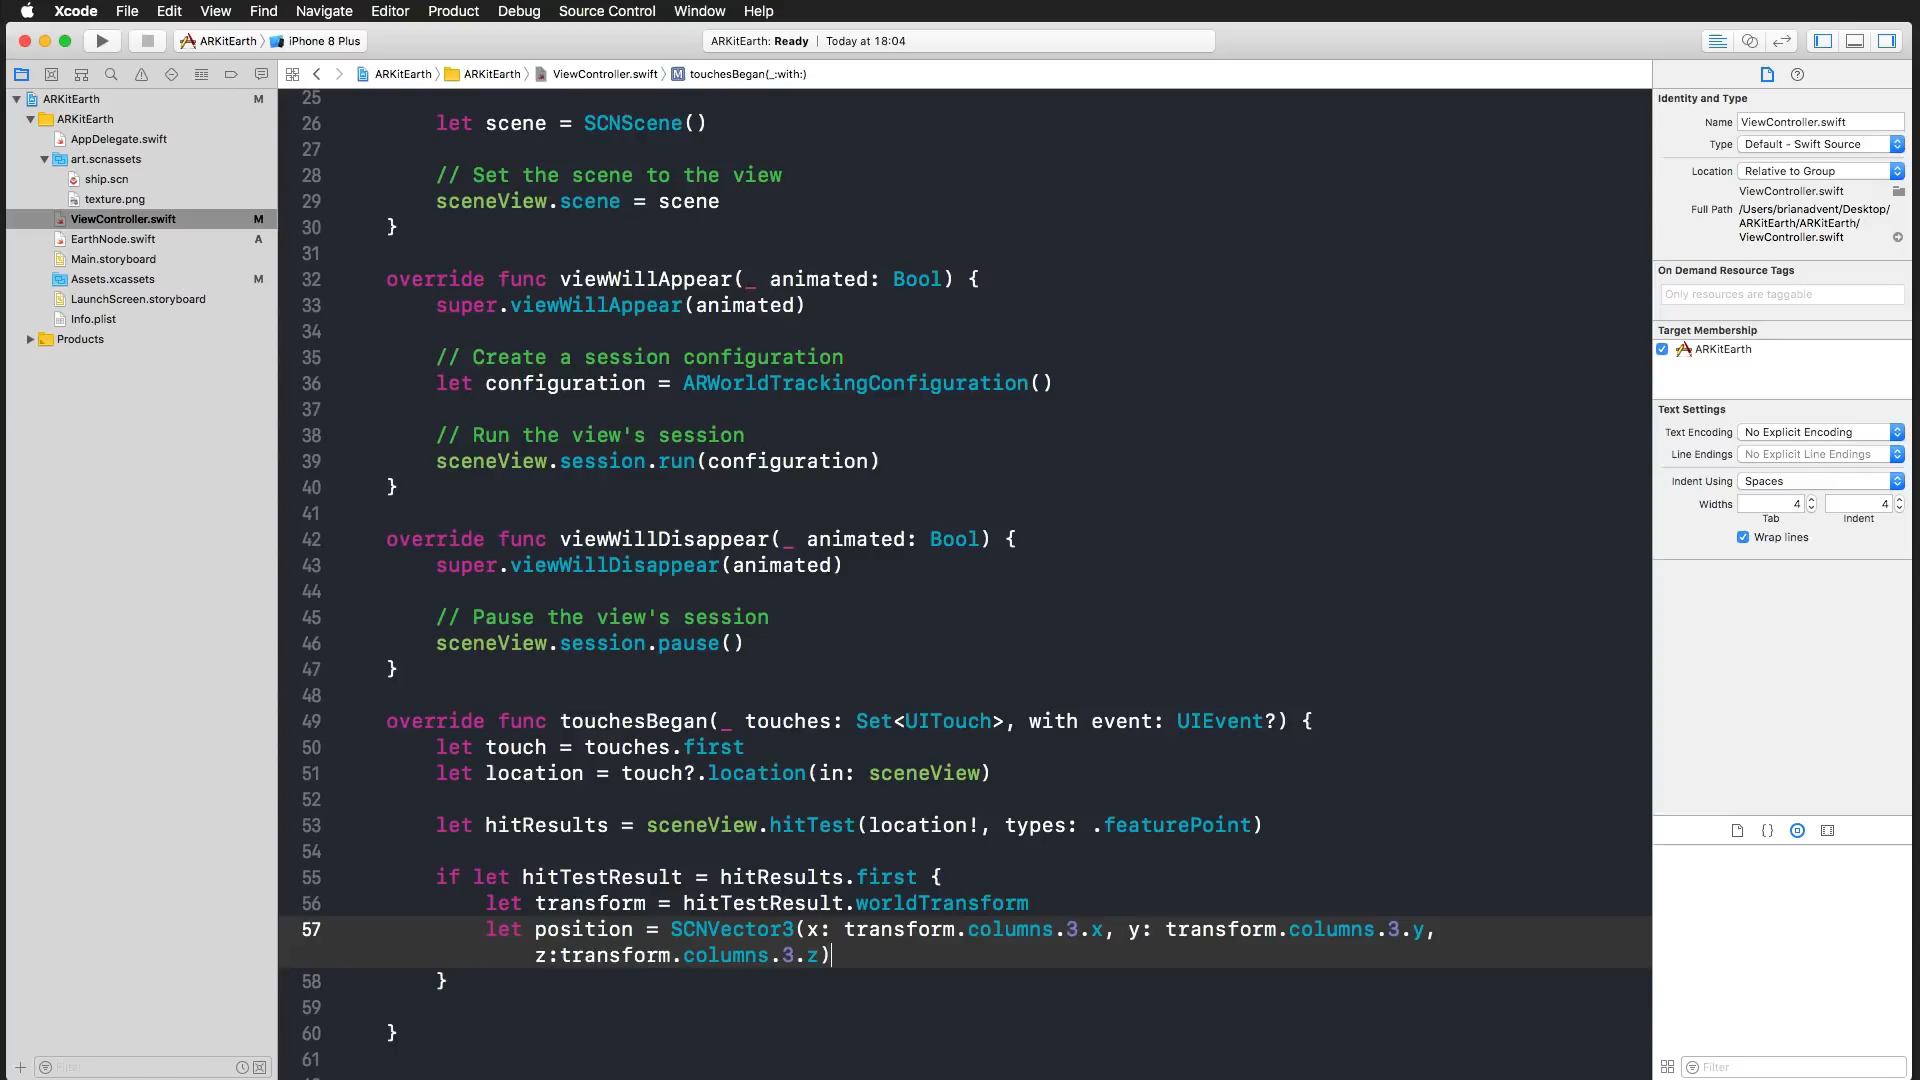 Xcode File Edit View Find Navigate Editor Product Debug Source Control Window Help
ARKitEarth iPhone 8 Plus
ARKitEarth: Ready | Today at 18:04
ARKitEarth ARKitEarth ViewController.swift M touchesBegan(_:with:)
ARKitEarth M
ARKitEarth
AppDelegate.swift
art.scnassets
ship.scn
texture.png
ViewController.swift M
EarthNode.swift A
Main.storyboard
Assets.xcassets M
LaunchScreen.storyboard
Info.plist
Products
Filter
25
26 let scene = SCNScene()
27
28 // Set the scene to the view
29 sceneView.scene = scene
30 }
31
32 override func viewWillAppear(_ animated: Bool) {
33 super.viewWillAppear(animated)
34
35 // Create a session configuration
36 let configuration = ARWorldTrackingConfiguration()
37
38 // Run the view's session
39 sceneView.session.run(configuration)
40 }
41
42 override func viewWillDisappear(_ animated: Bool) {
43 super.viewWillDisappear(animated)
44
45 // Pause the view's session
46 sceneView.session.pause()
47 }
48
49 override func touchesBegan(_ touches: Set<UITouch>, with event: UIEvent?) {
50 let touch = touches.first
51 let location = touch?.location(in: sceneView)
52
53 let hitResults = sceneView.hitTest(location!, types: .featurePoint)
54
55 if let hitTestResult = hitResults.first {
56 let transform = hitTestResult.worldTransform
57 let position = SCNVector3(x: transform.columns.3.x, y: transform.columns.3.y,
z:transform.columns.3.z)
58 }
59
60 }
61
Identity and Type
Name ViewController.swift
Type Default - Swift Source
Location Relative to Group
ViewController.swift
Full Path /Users/brianadvent/Desktop/
ARKitEarth/ARKitEarth/
ViewController.swift
On Demand Resource Tags
Only resources are taggable
Target Membership
ARKitEarth
Text Settings
Text Encoding No Explicit Encoding
Line Endings No Explicit Line Endings
Indent Using Spaces
Widths 4 4
Tab Indent
Wrap lines
{ }
Filter